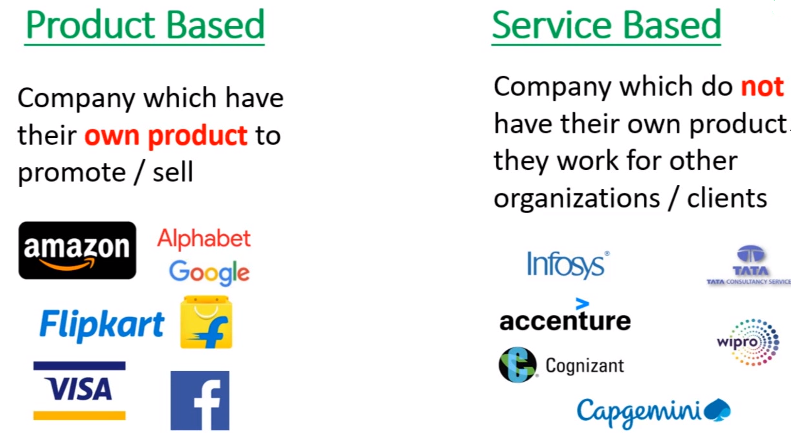 Product Based
Company which have
their own product to
promote / sell
amazon
Alphabet
Google
Flipkart
VISA
f
Service Based
Company which do not
have their own product.
they work for other
organizations / clients
Infosys®
TATA
TATA CONSULTANCY SERVICE
accenture
wipro
Cognizant
Capgemini